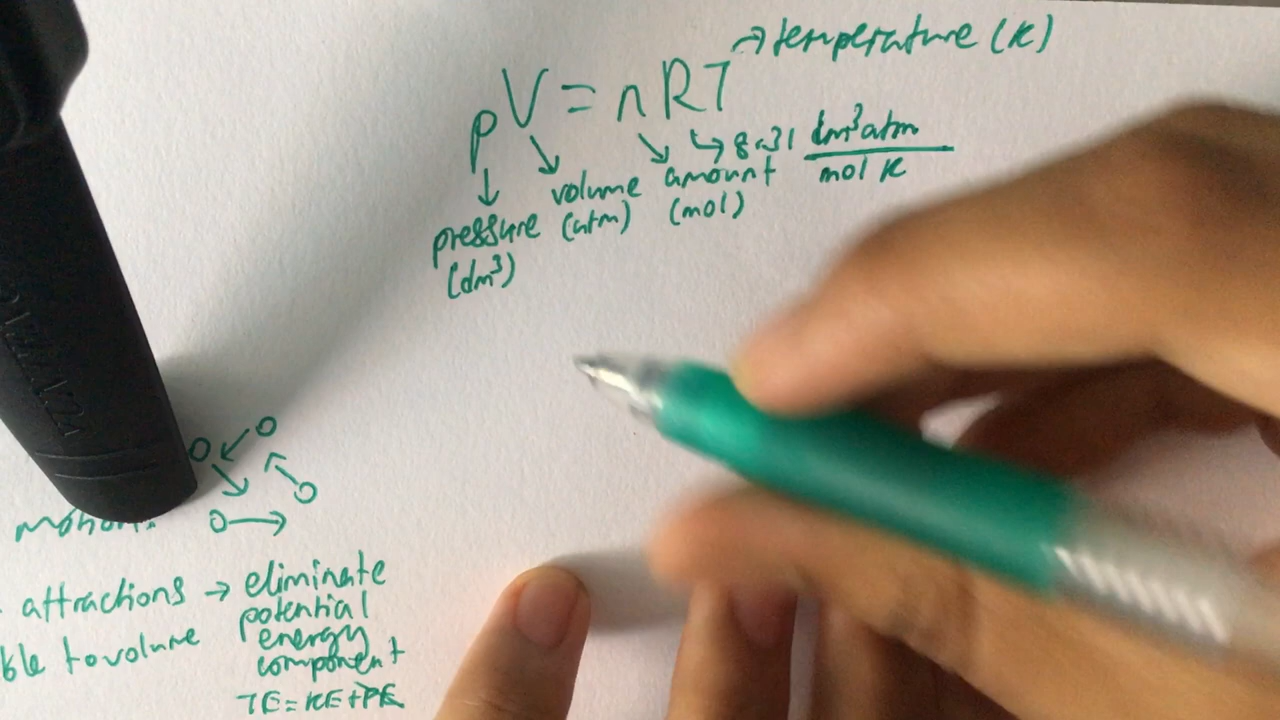 →temperature (K)
pV = nRT
↳ 8.31 dm³atm
mol K
volume amount
pressure (atm) (mol)
(dm³)
motion.
attractions → eliminate
potential
to volume energy
component
TE = KE + PE